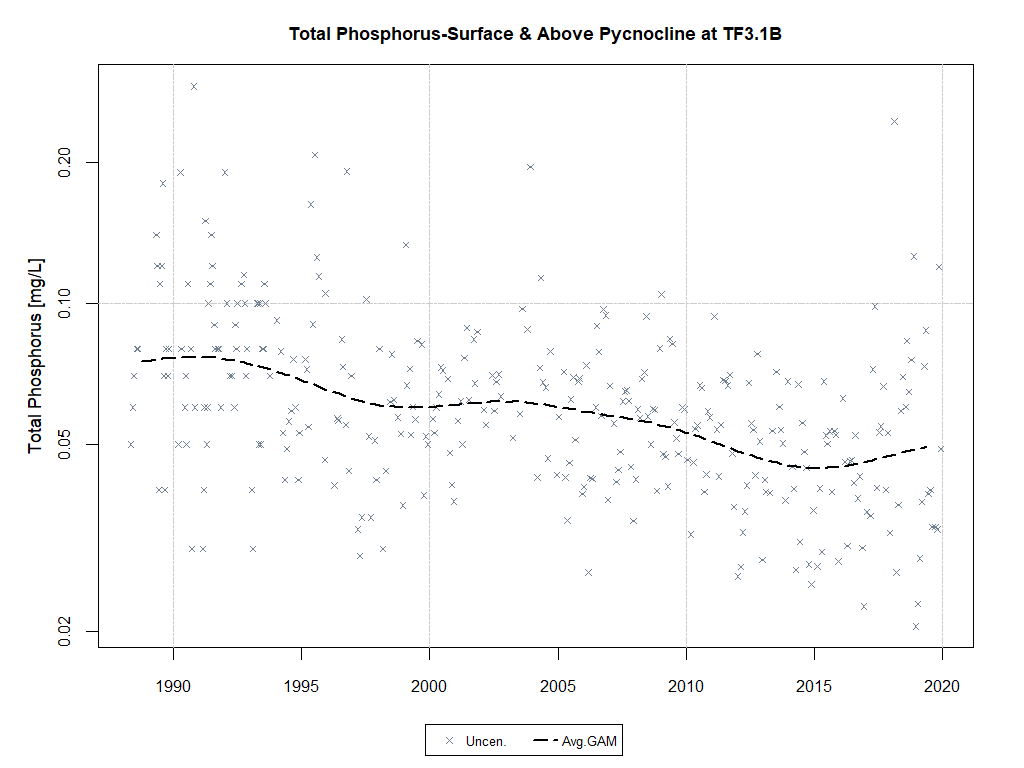 Total Phosphorus-Surface & Above Pycnocline at TF3.1B
Total Phosphorus [mg/L]
0.20
0.10
0.05
0.02
1990 1995 2000 2005 2010 2015 2020
Uncen. Avg.GAM